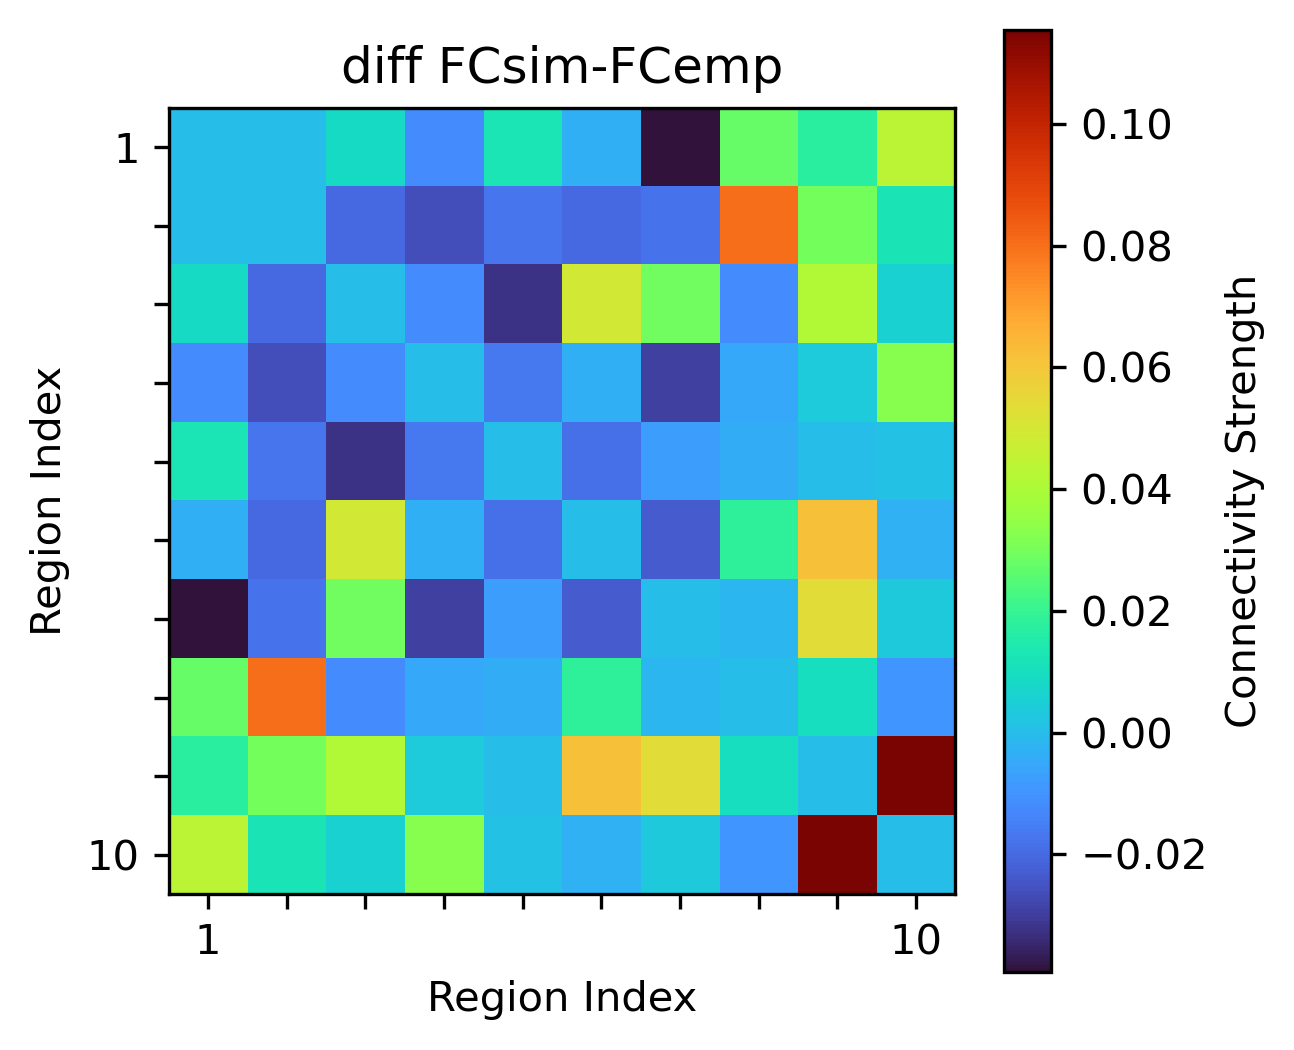 diff FCsim-FCemp
1
10
1
10
Region Index
Region Index
0.10
0.08
0.06
0.04
0.02
0.00
−0.02
Connectivity Strength